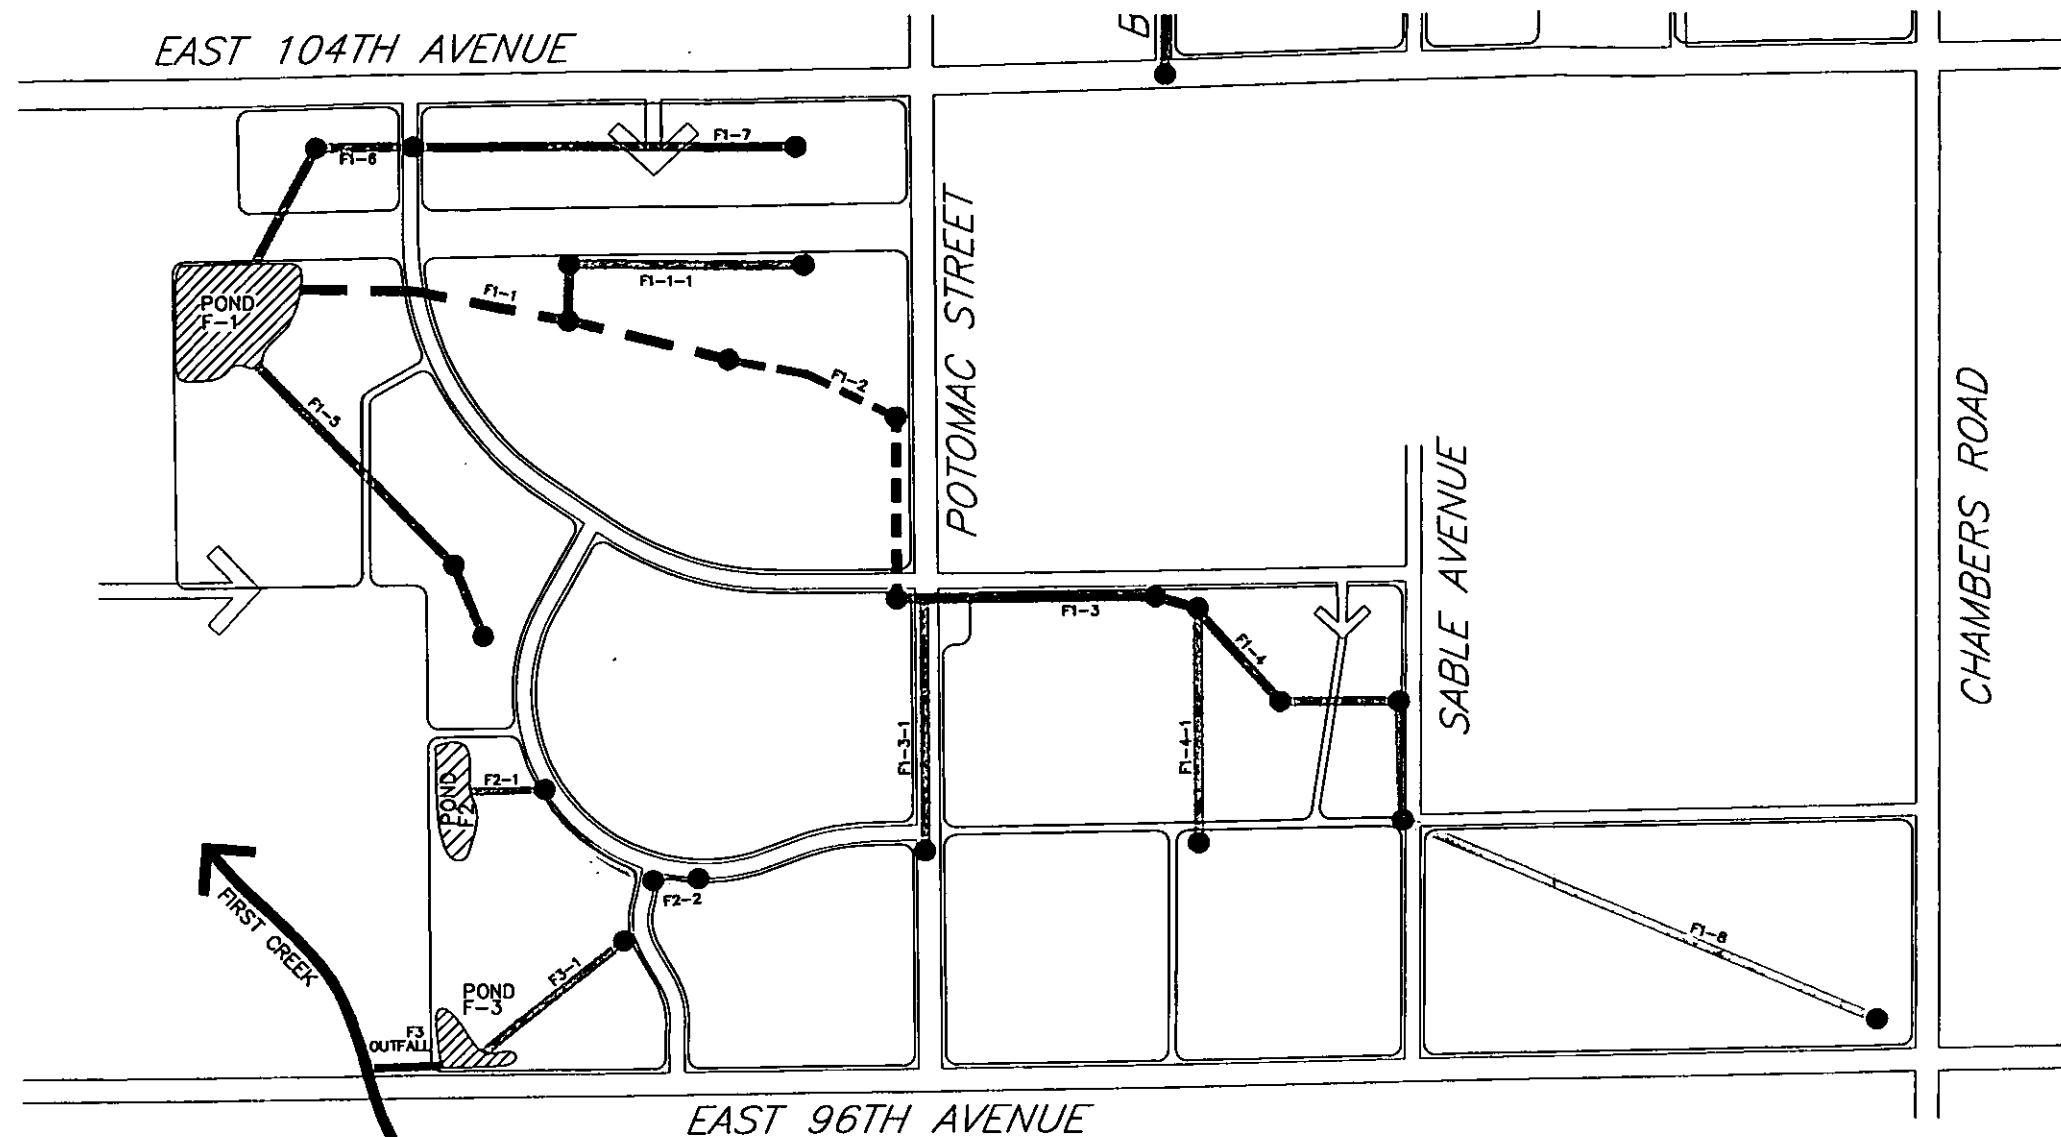 B
EAST 104TH AVENUE
F1-7
F1-6
F1-1-1
F1-1
POND
F-1
F1-2
F1-5
POTOMAC STREET
CHAMBERS ROAD
SABLE AVENUE
F1-3
F1-4
F1-3-1
F1-4-1
F2-1
POND
F2
F2-2
FIRST CREEK
F1-8
F3-1
POND
F-3
F3
OUTFALL
EAST 96TH AVENUE